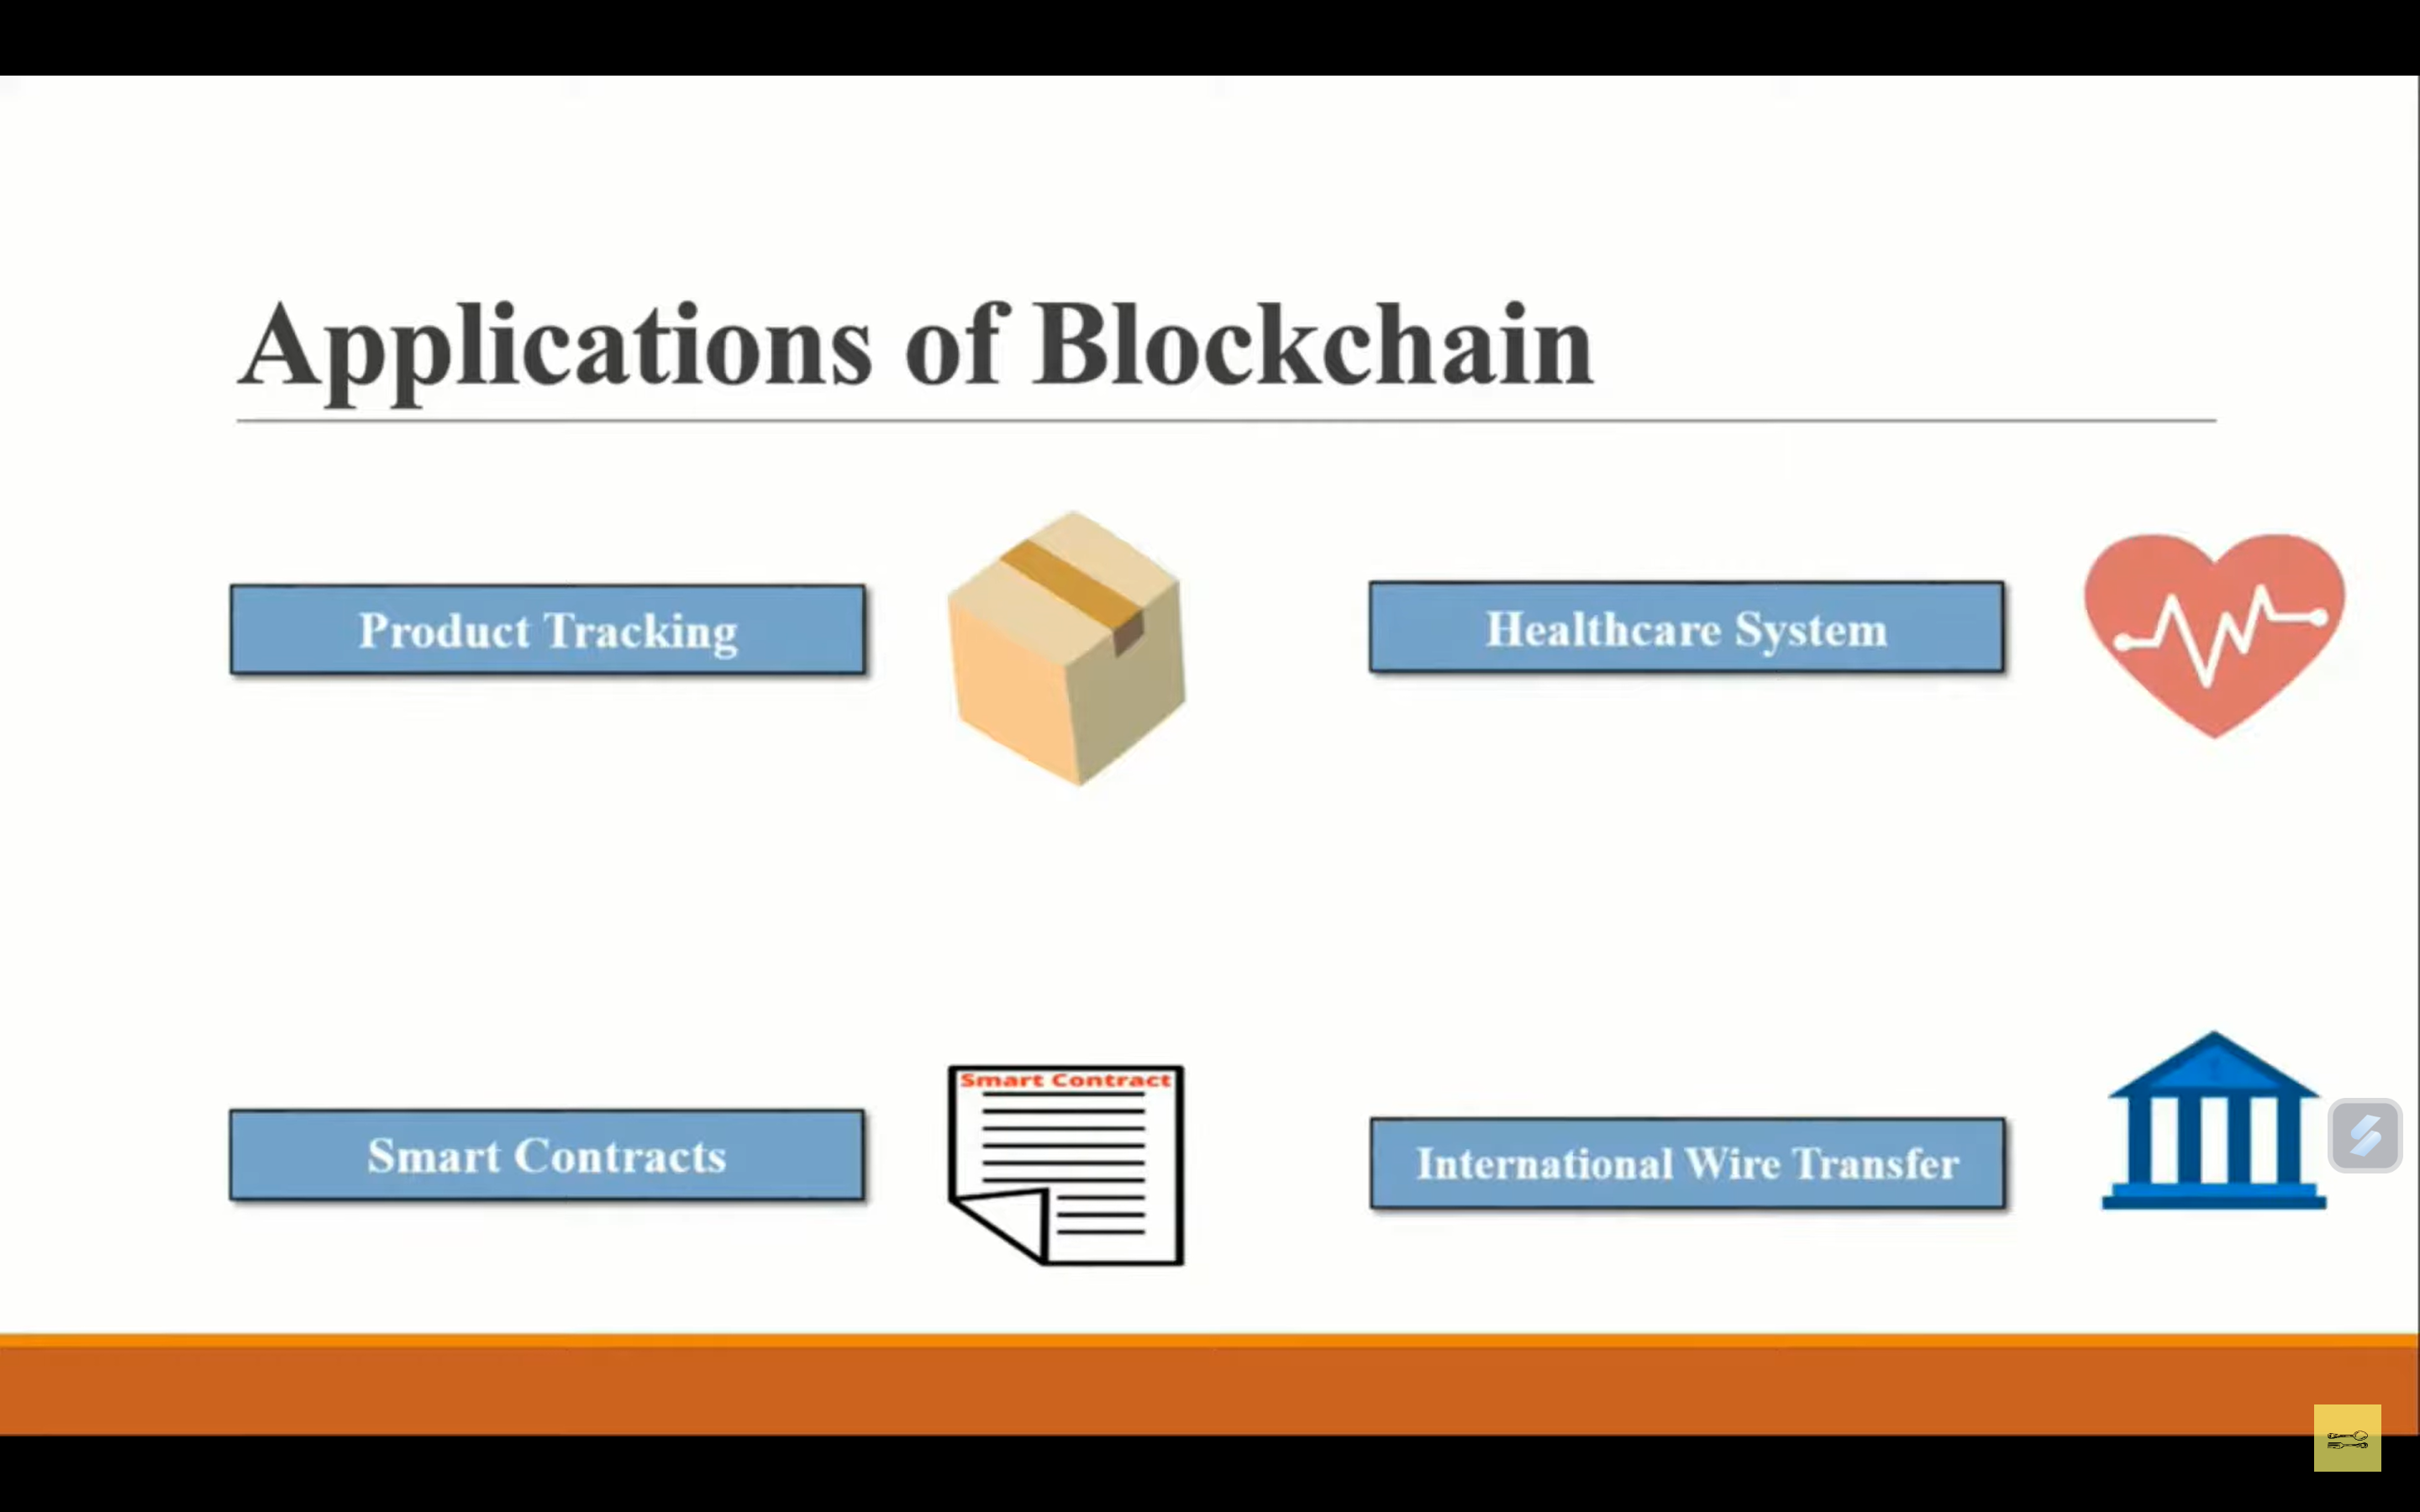 Applications of Blockchain
Product Tracking
Healthcare System
Smart Contracts
Smart Contract
International Wire Transfer